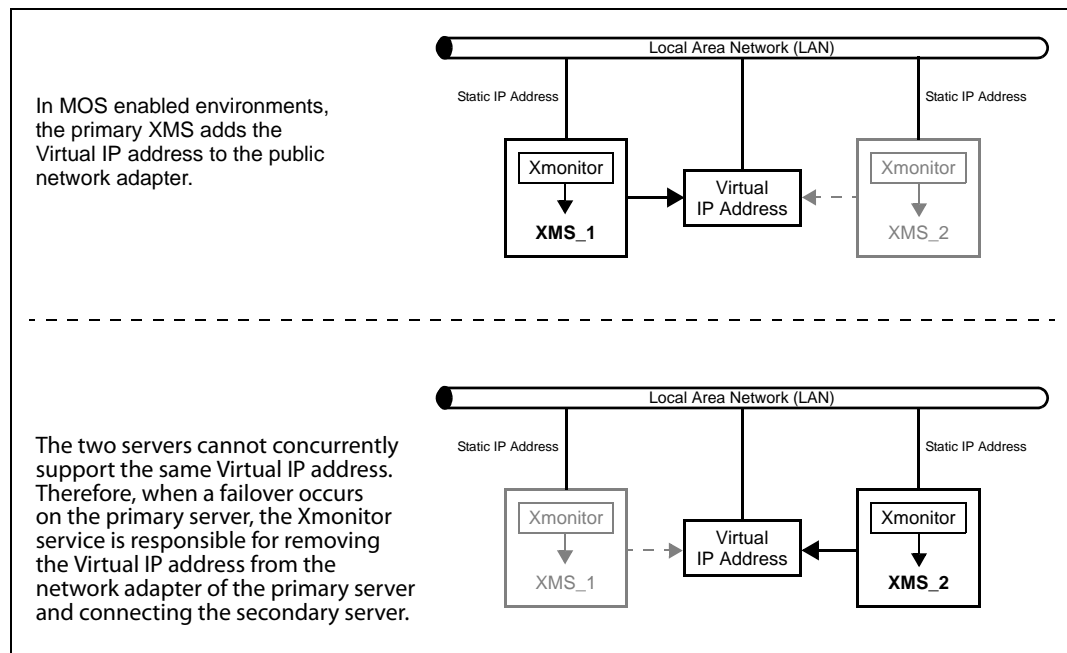 Local Area Network (LAN)
In MOS enabled environments,
the primary XMS adds the
Virtual IP address to the public
network adapter.
Static IP Address
Static IP Address
Xmonitor
XMS_1
Virtual
IP Address
Xmonitor
XMS_2
Local Area Network (LAN)
The two servers cannot concurrently
support the same Virtual IP address.
Therefore, when a failover occurs
on the primary server, the Xmonitor
service is responsible for removing
the Virtual IP address from the
network adapter of the primary server
and connecting the secondary server.
Static IP Address
Static IP Address
Xmonitor
XMS_1
Virtual
IP Address
Xmonitor
XMS_2